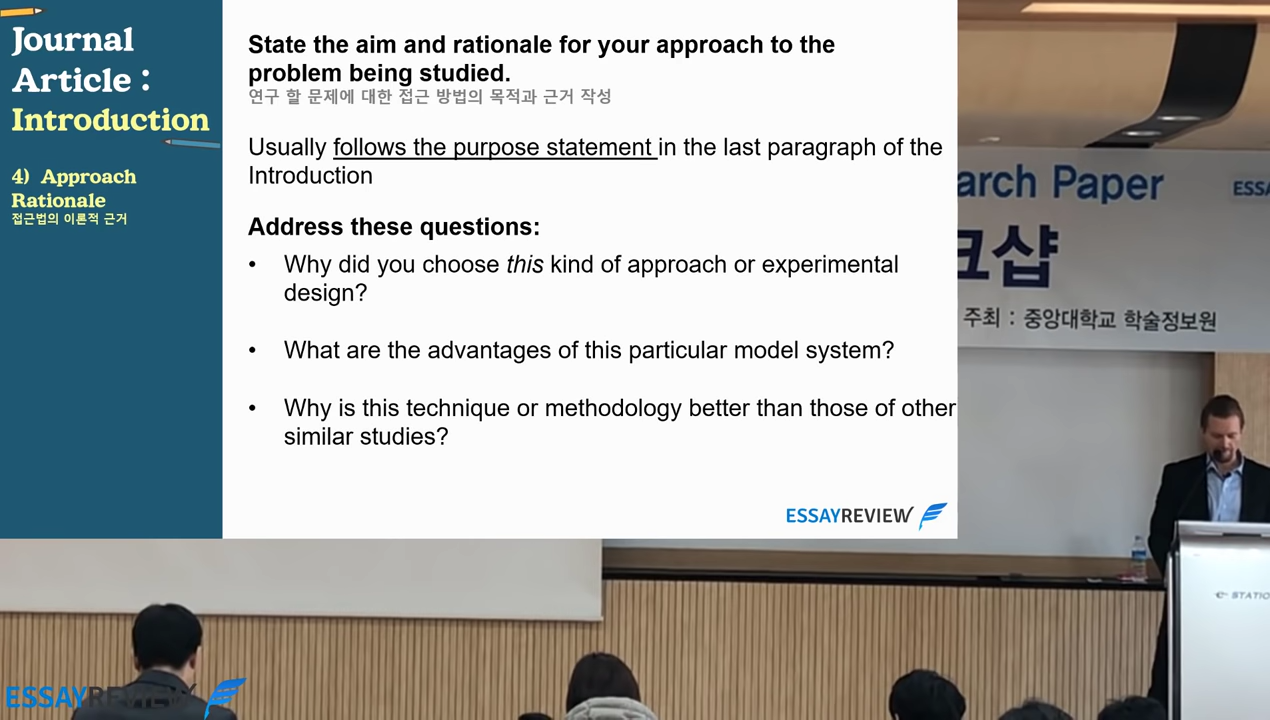 Journal
Article :
Introduction
4) Approach
Rationale
접근법의 이론적 근거
State the aim and rationale for your approach to the
problem being studied.
연구 할 문제에 대한 접근 방법의 목적과 근거 작성
Usually follows the purpose statement in the last paragraph of the
Introduction
Address these questions:
• Why did you choose this kind of approach or experimental
design?
• What are the advantages of this particular model system?
• Why is this technique or methodology better than those of other
similar studies?
ESSAYREVIEW
arch Paper
ESSA
크샵
주최 : 중앙대학교 학술정보원
e-STATIO
ESSAYREVIEW